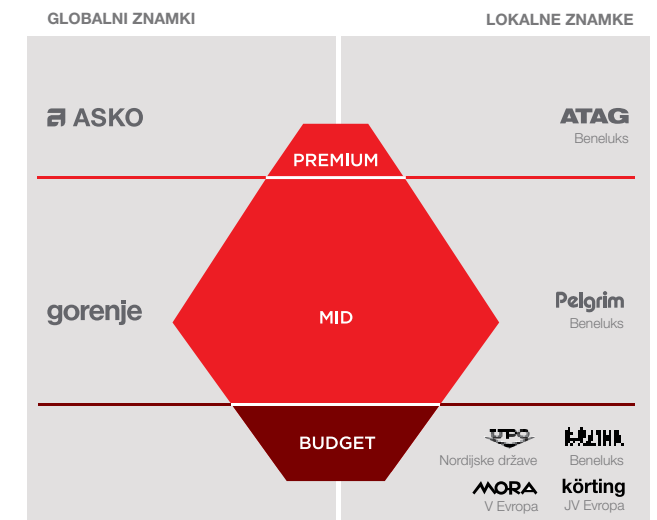 GLOBALNI ZNAMKI
LOKALNE ZNAMKE
ASKO
ATAG
Beneluks
PREMIUM
gorenje
MID
Pelgrim
Beneluks
BUDGET
UPO
Nordijske države
Beneluks
MORA
V Evropa
körting
JV Evropa